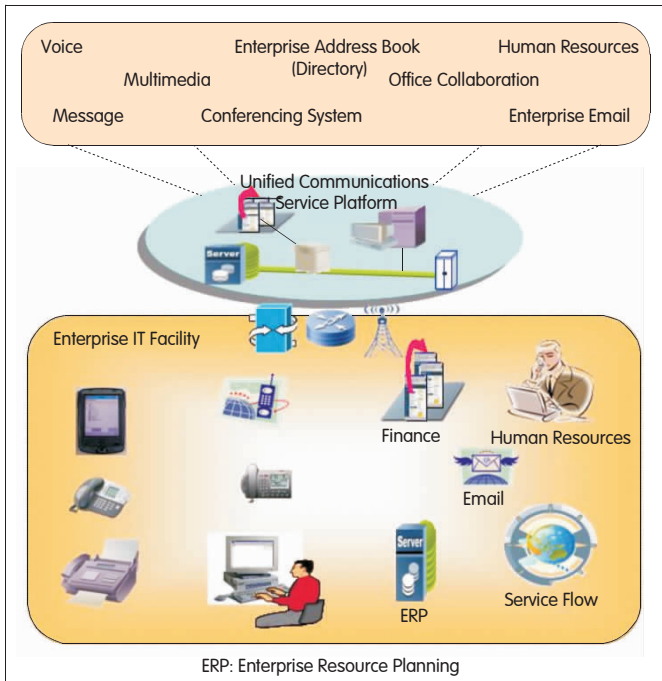 Voice
Enterprise Address Book
(Directory)
Human Resources
Multimedia
Office Collaboration
Message
Conferencing System
Enterprise Email
Unified Communications
Service Platform
Server
Enterprise IT Facility
Finance
Human Resources
Email
Server
ERP
Service Flow
ERP: Enterprise Resource Planning